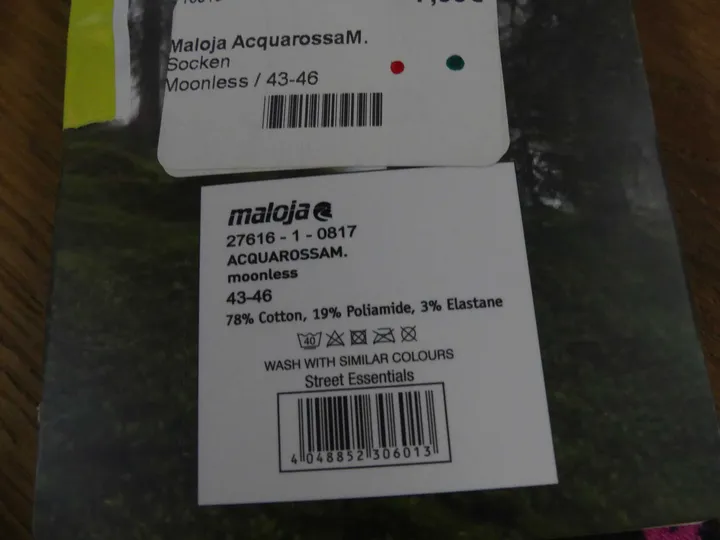 Maloja AcquarossaM.
Socken
Moonless / 43-46
maloja
27616 - 1 - 0817
ACQUAROSSAM.
moonless
43-46
78% Cotton, 19% Poliamide, 3% Elastane
40
WASH WITH SIMILAR COLOURS
Street Essentials
4 048852 306013